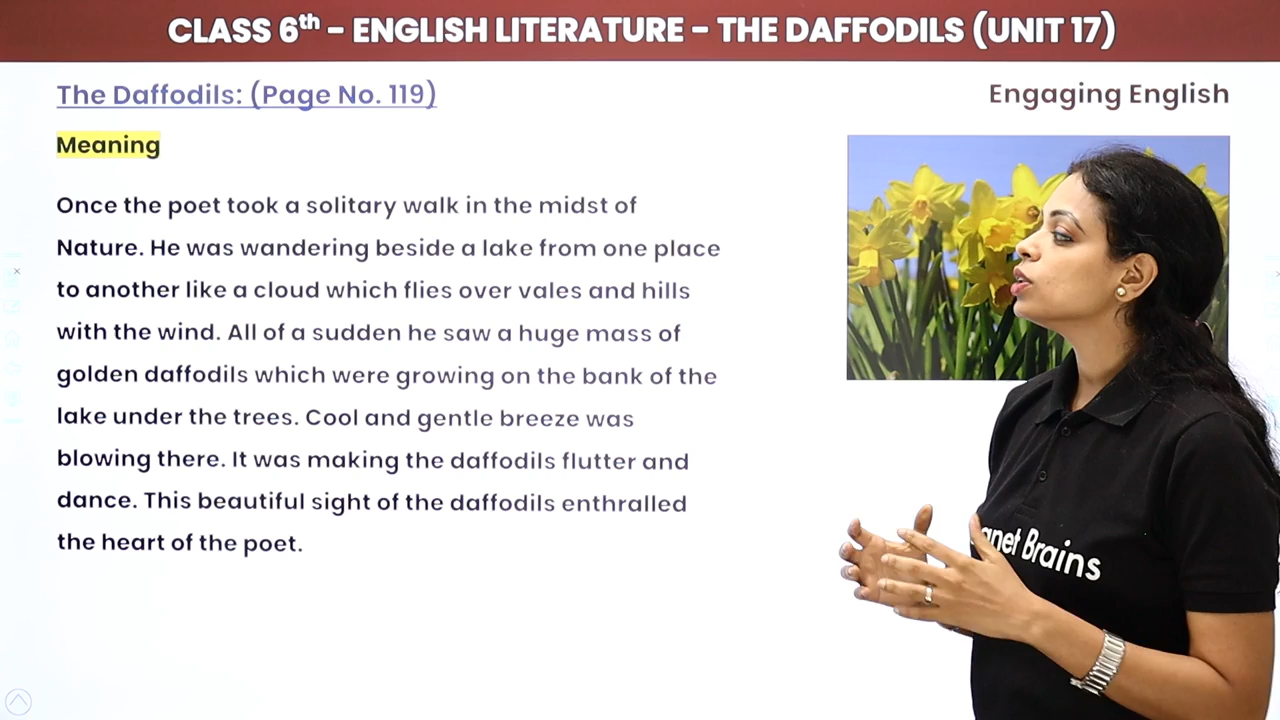 CLASS 6th - ENGLISH LITERATURE - THE DAFFODILS (UNIT 17)
The Daffodils: (Page No. 119)
Engaging English
Meaning
Once the poet took a solitary walk in the midst of
Nature. He was wandering beside a lake from one place
to another like a cloud which flies over vales and hills
with the wind. All of a sudden he saw a huge mass of
golden daffodils which were growing on the bank of the
lake under the trees. Cool and gentle breeze was
blowing there. It was making the daffodils flutter and
dance. This beautiful sight of the daffodils enthralled
the heart of the poet.
anet Brains